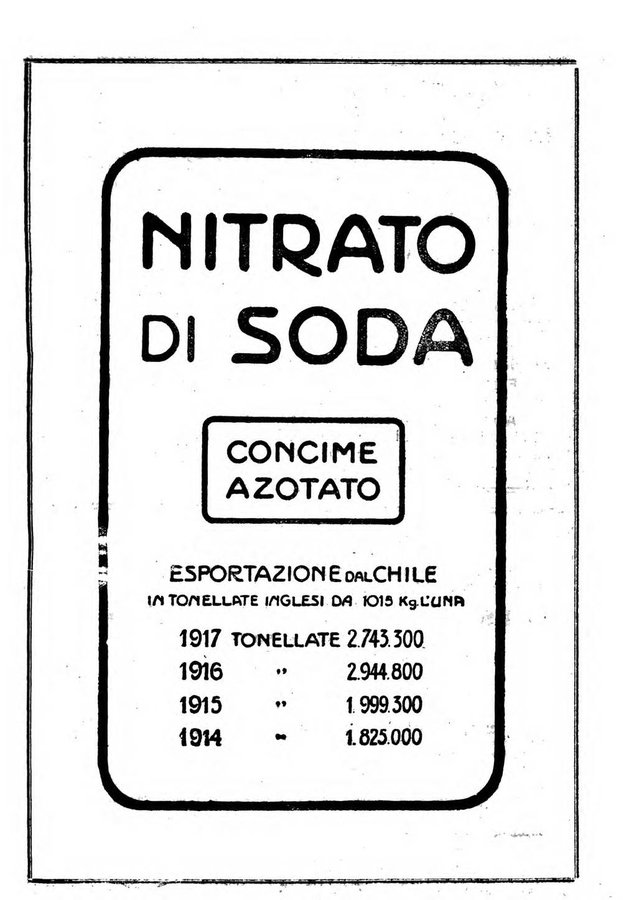 NITRATO
DI SODA
CONCIME
AZOTATO
ESPORTAZIONE DAL CHILE
IN TONELLATE INGLESI DA 1015 Kg. L'UNA
1917 TONELLATE 2.743.300.
1916 " 2.944.800
1915 " 1.999.300
1914 " 1.825.000